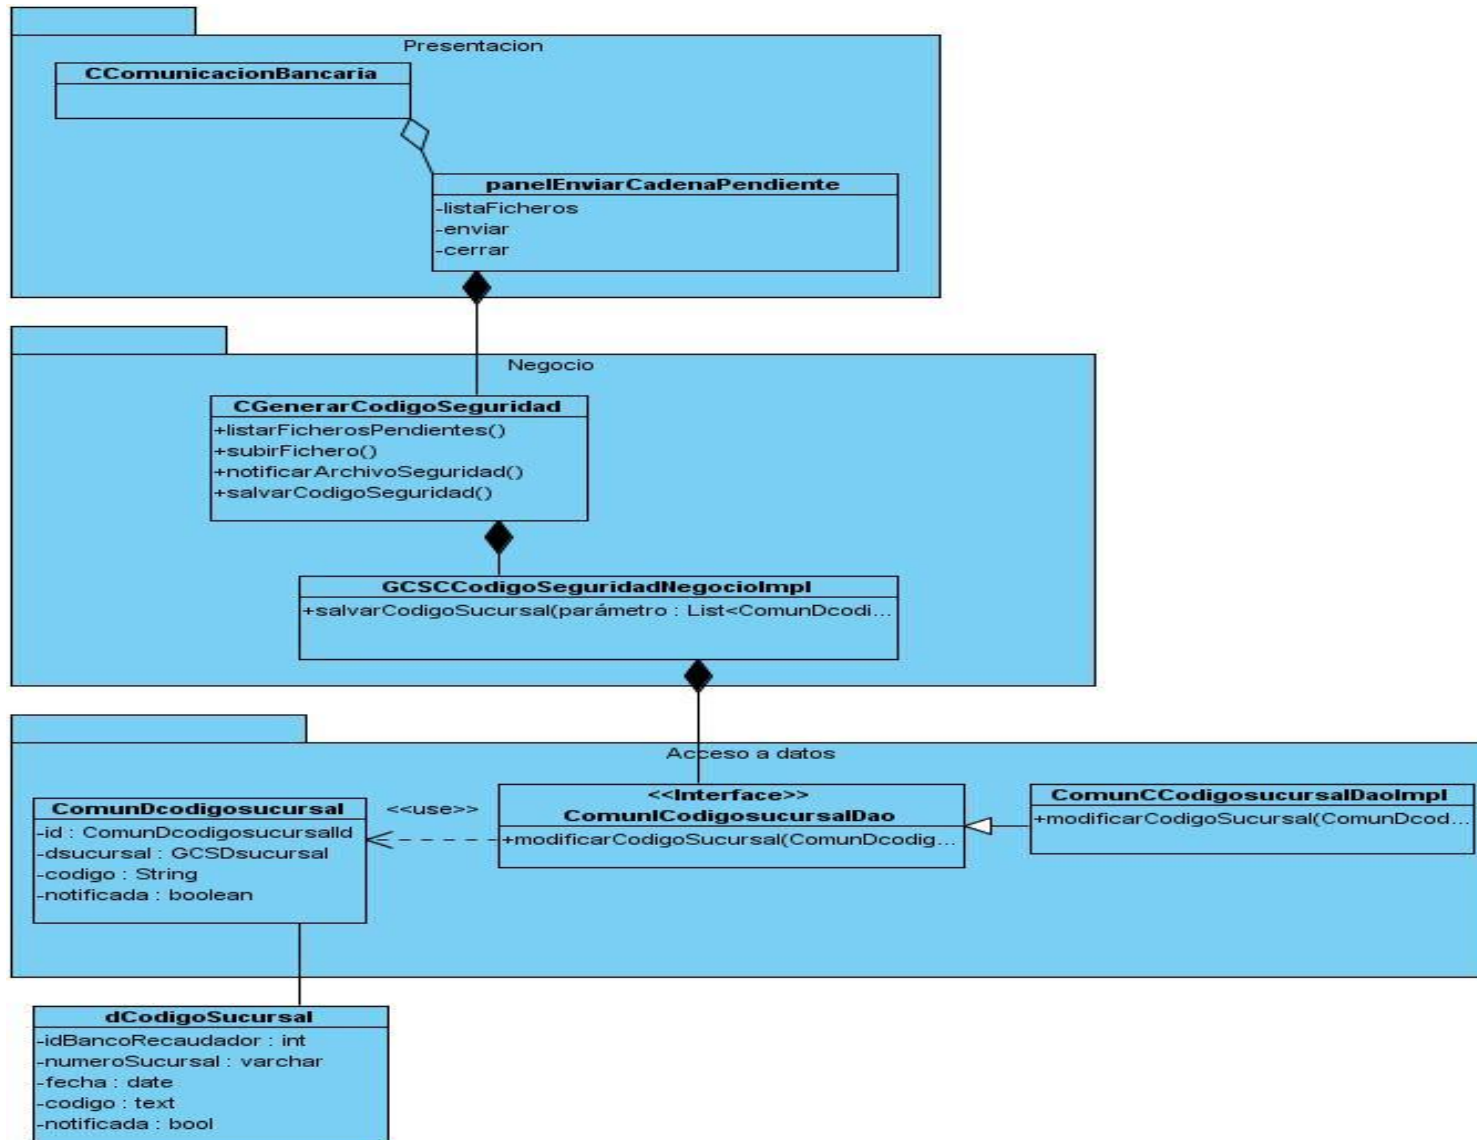 Presentacion
CComunicacionBancaria
panelEnviarCadenaPendiente
-listaFicheros
-enviar
-cerrar
Negocio
CGenerarCodigoSeguridad
+listarFicherosPendientes()
+subirFichero()
+notificarArchivoSeguridad()
+salvarCodigoSeguridad()
GCSCCodigoSeguridadNegocioImpl
+salvarCodigoSucursal(parámetro : List<ComunDcodi...
Acceso a datos
ComunDcodigosucursal
-id : ComunDcodigosucursalId
-dsucursal : GCSDsucursal
-codigo : String
-notificada : boolean
<<use>>
<<Interface>>
ComunICodigosucursalDao
+modificarCodigoSucursal(ComunDcodig...
ComunCCodigosucursalDaoImpl
+modificarCodigoSucursal(ComunDcod...
dCodigoSucursal
-idBancoRecaudador : int
-numeroSucursal : varchar
-fecha : date
-codigo : text
-notificada : bool